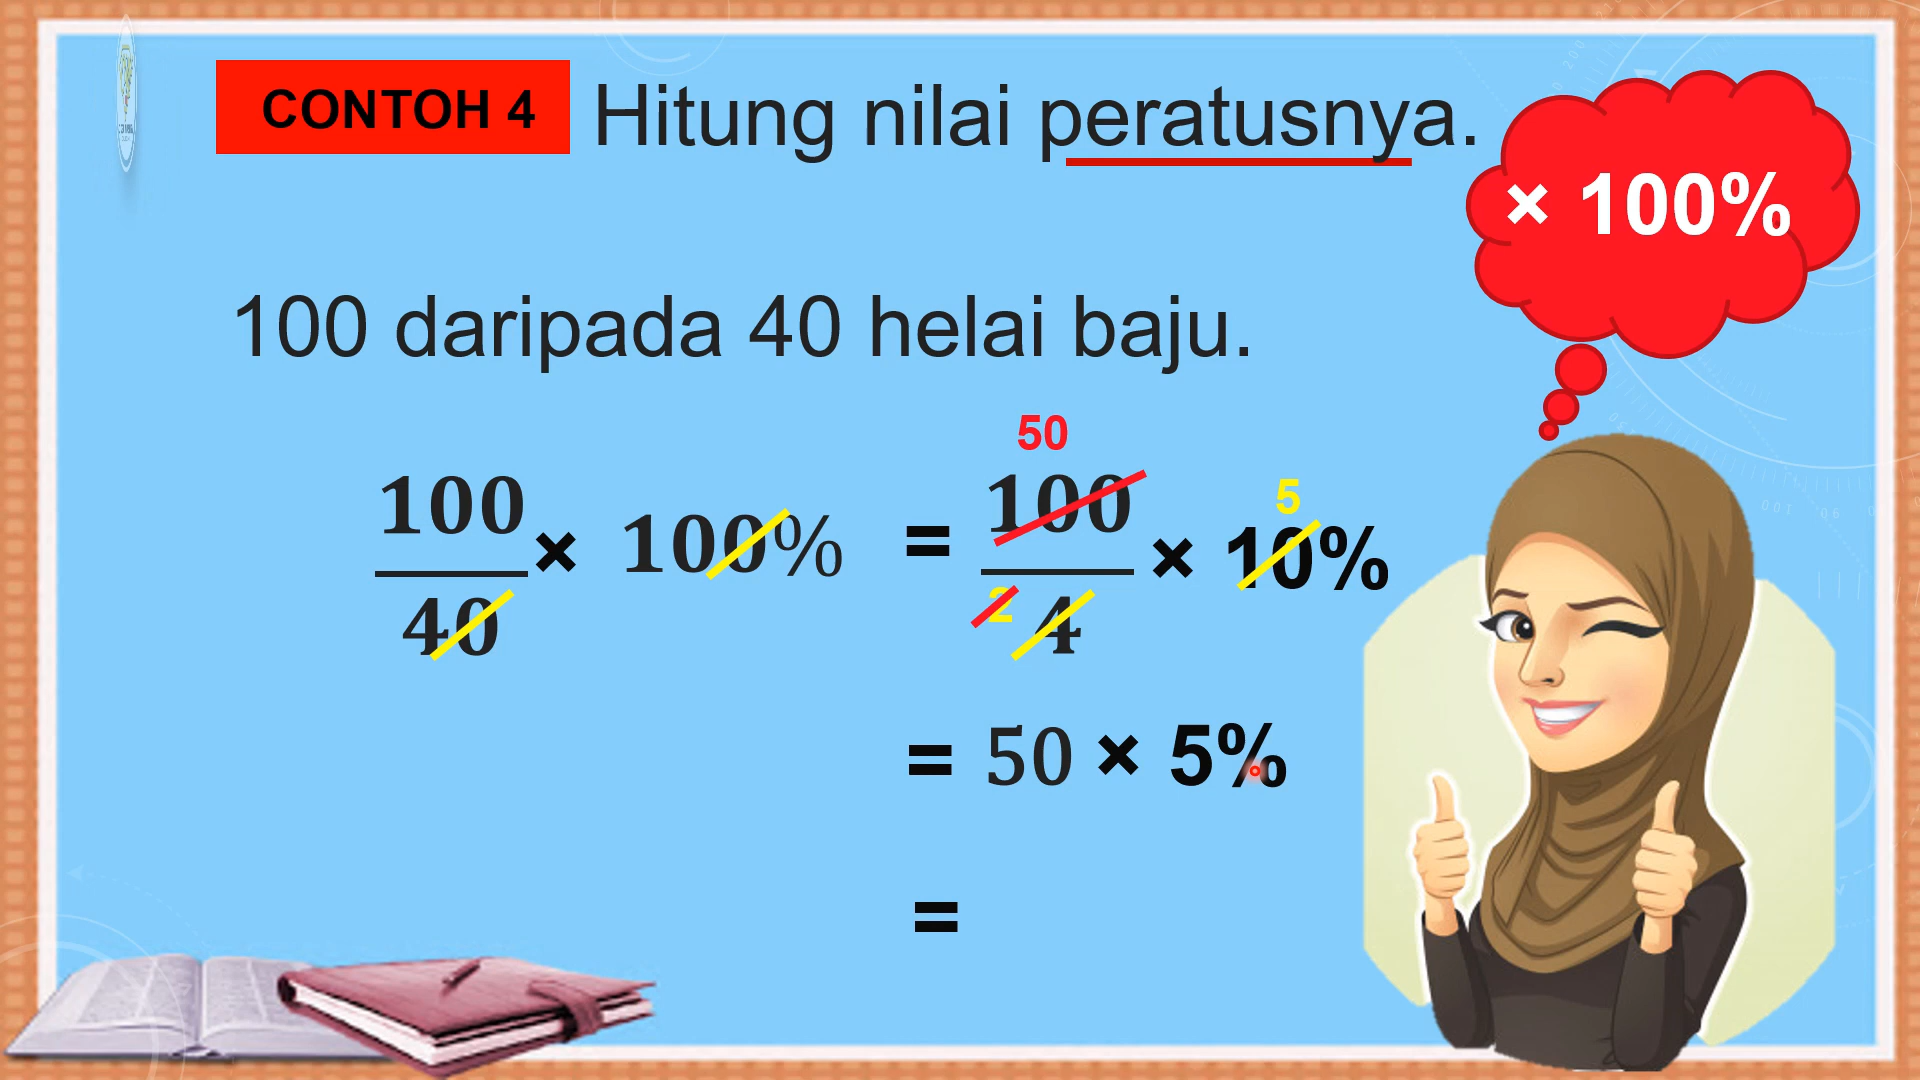 CONTOH 4 Hitung nilai peratusnya.
× 100%
100 daripada 40 helai baju.
50
100/40 × 100% = 100/4 × 10%
5
2
= 50 × 5%
=